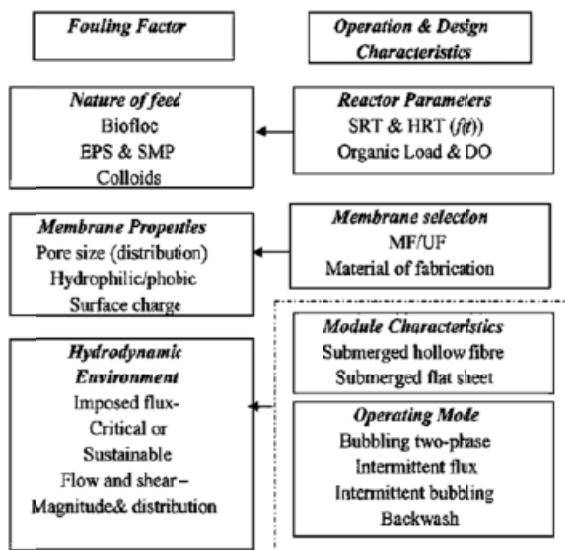 Fouling Factor
Operation & Design
Characteristics
Nature of feed
Biofloc
EPS & SMP
Colloids
Reactor Parameters
SRT & HRT (f(t))
Organic Load & DO
Membrane Properties
Pore size (distribution)
Hydrophilic/phobic
Surface charge
Membrane selection
MF/UF
Material of fabrication
Hydrodynamic
Environment
Imposed flux-
Critical or
Sustainable
Flow and shear–
Magnitude& distribution
Module Characteristics
Submerged hollow fibre
Submerged flat sheet
Operating Mode
Bubbling two-phase
Intermittent flux
Intermittent bubbling
Backwash